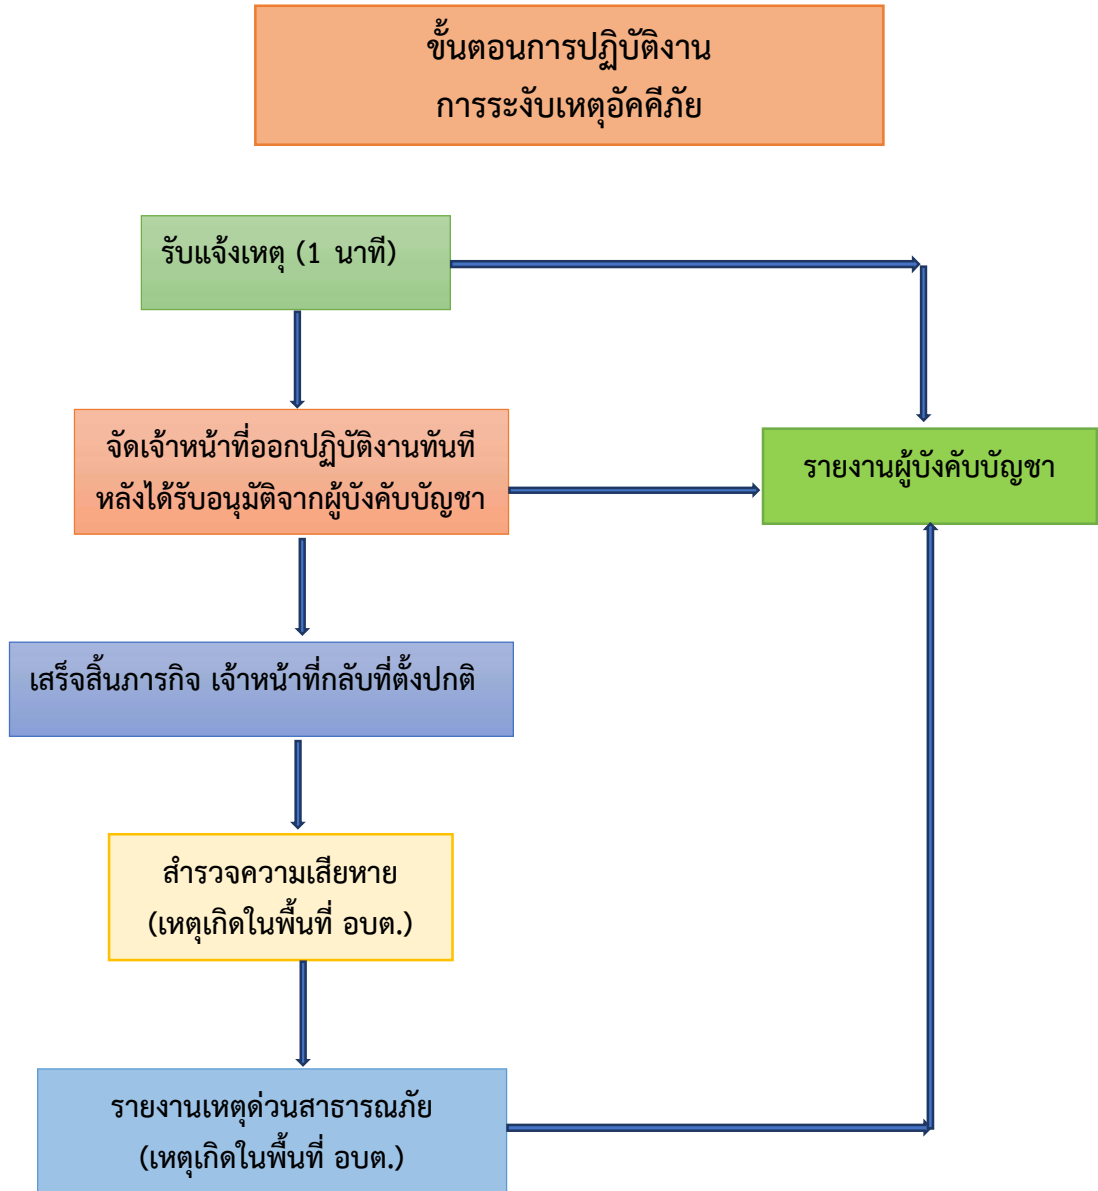 ขั้นตอนการปฏิบัติงาน
การระงับเหตุอัคคีภัย
รับแจ้งเหตุ (1 นาที)
จัดเจ้าหน้าที่ออกปฏิบัติงานทันที
หลังได้รับอนุมัติจากผู้บังคับบัญชา
รายงานผู้บังคับบัญชา
เสร็จสิ้นภารกิจ เจ้าหน้าที่กลับที่ตั้งปกติ
สำรวจความเสียหาย
(เหตุเกิดในพื้นที่ อบต.)
รายงานเหตุด่วนสาธารณภัย
(เหตุเกิดในพื้นที่ อบต.)